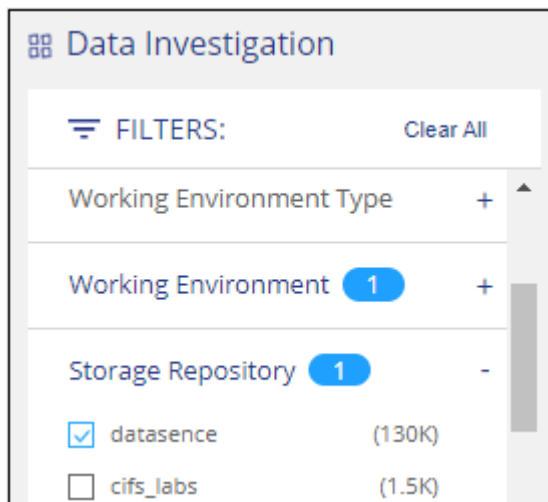 Data Investigation
FILTERS: Clear All
Working Environment Type +
Working Environment 1 +
Storage Repository 1 -
datasence (130K)
cifs_labs (1.5K)